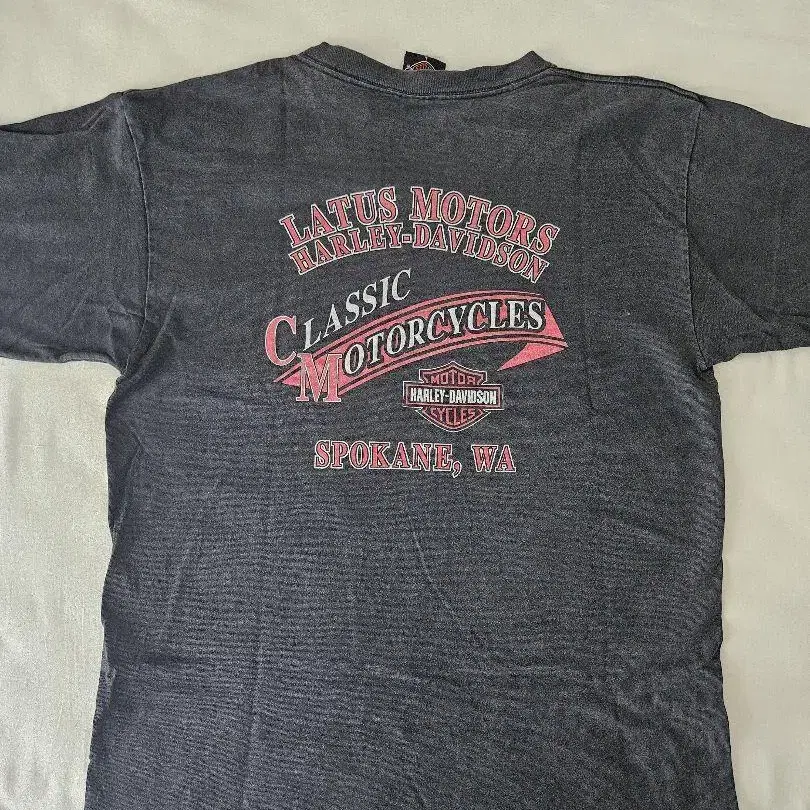 LATUS MOTORS
HARLEY-DAVIDSON
CLASSIC
MOTORCYCLES
MOTOR
HARLEY-DAVIDSON
CYCLES
SPOKANE, WA